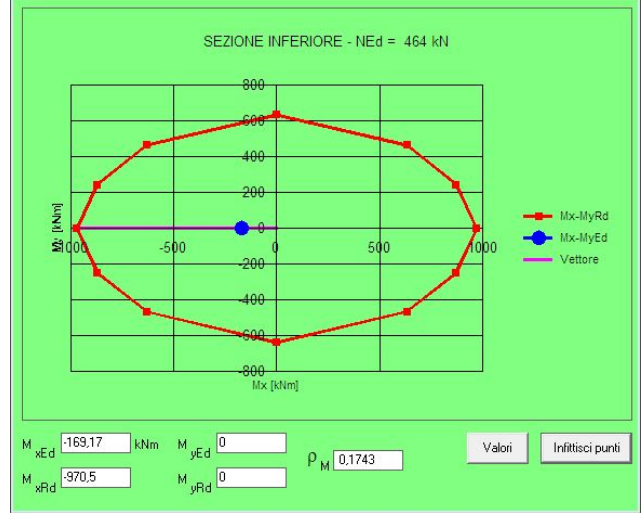 SEZIONE INFERIORE - NEd = 464 kN
800
600
400
200
0
-200
-400
-600
-800
-1000
-500
0
500
1000
My [kNm]
Mx [kNm]
Mx-MyRd
Mx-MyEd
Vettore
M xEd -169,17 kNm M yEd 0
ρ M 0,1743
M xRd -970,5 M yRd 0
Valori
Infittisci punti